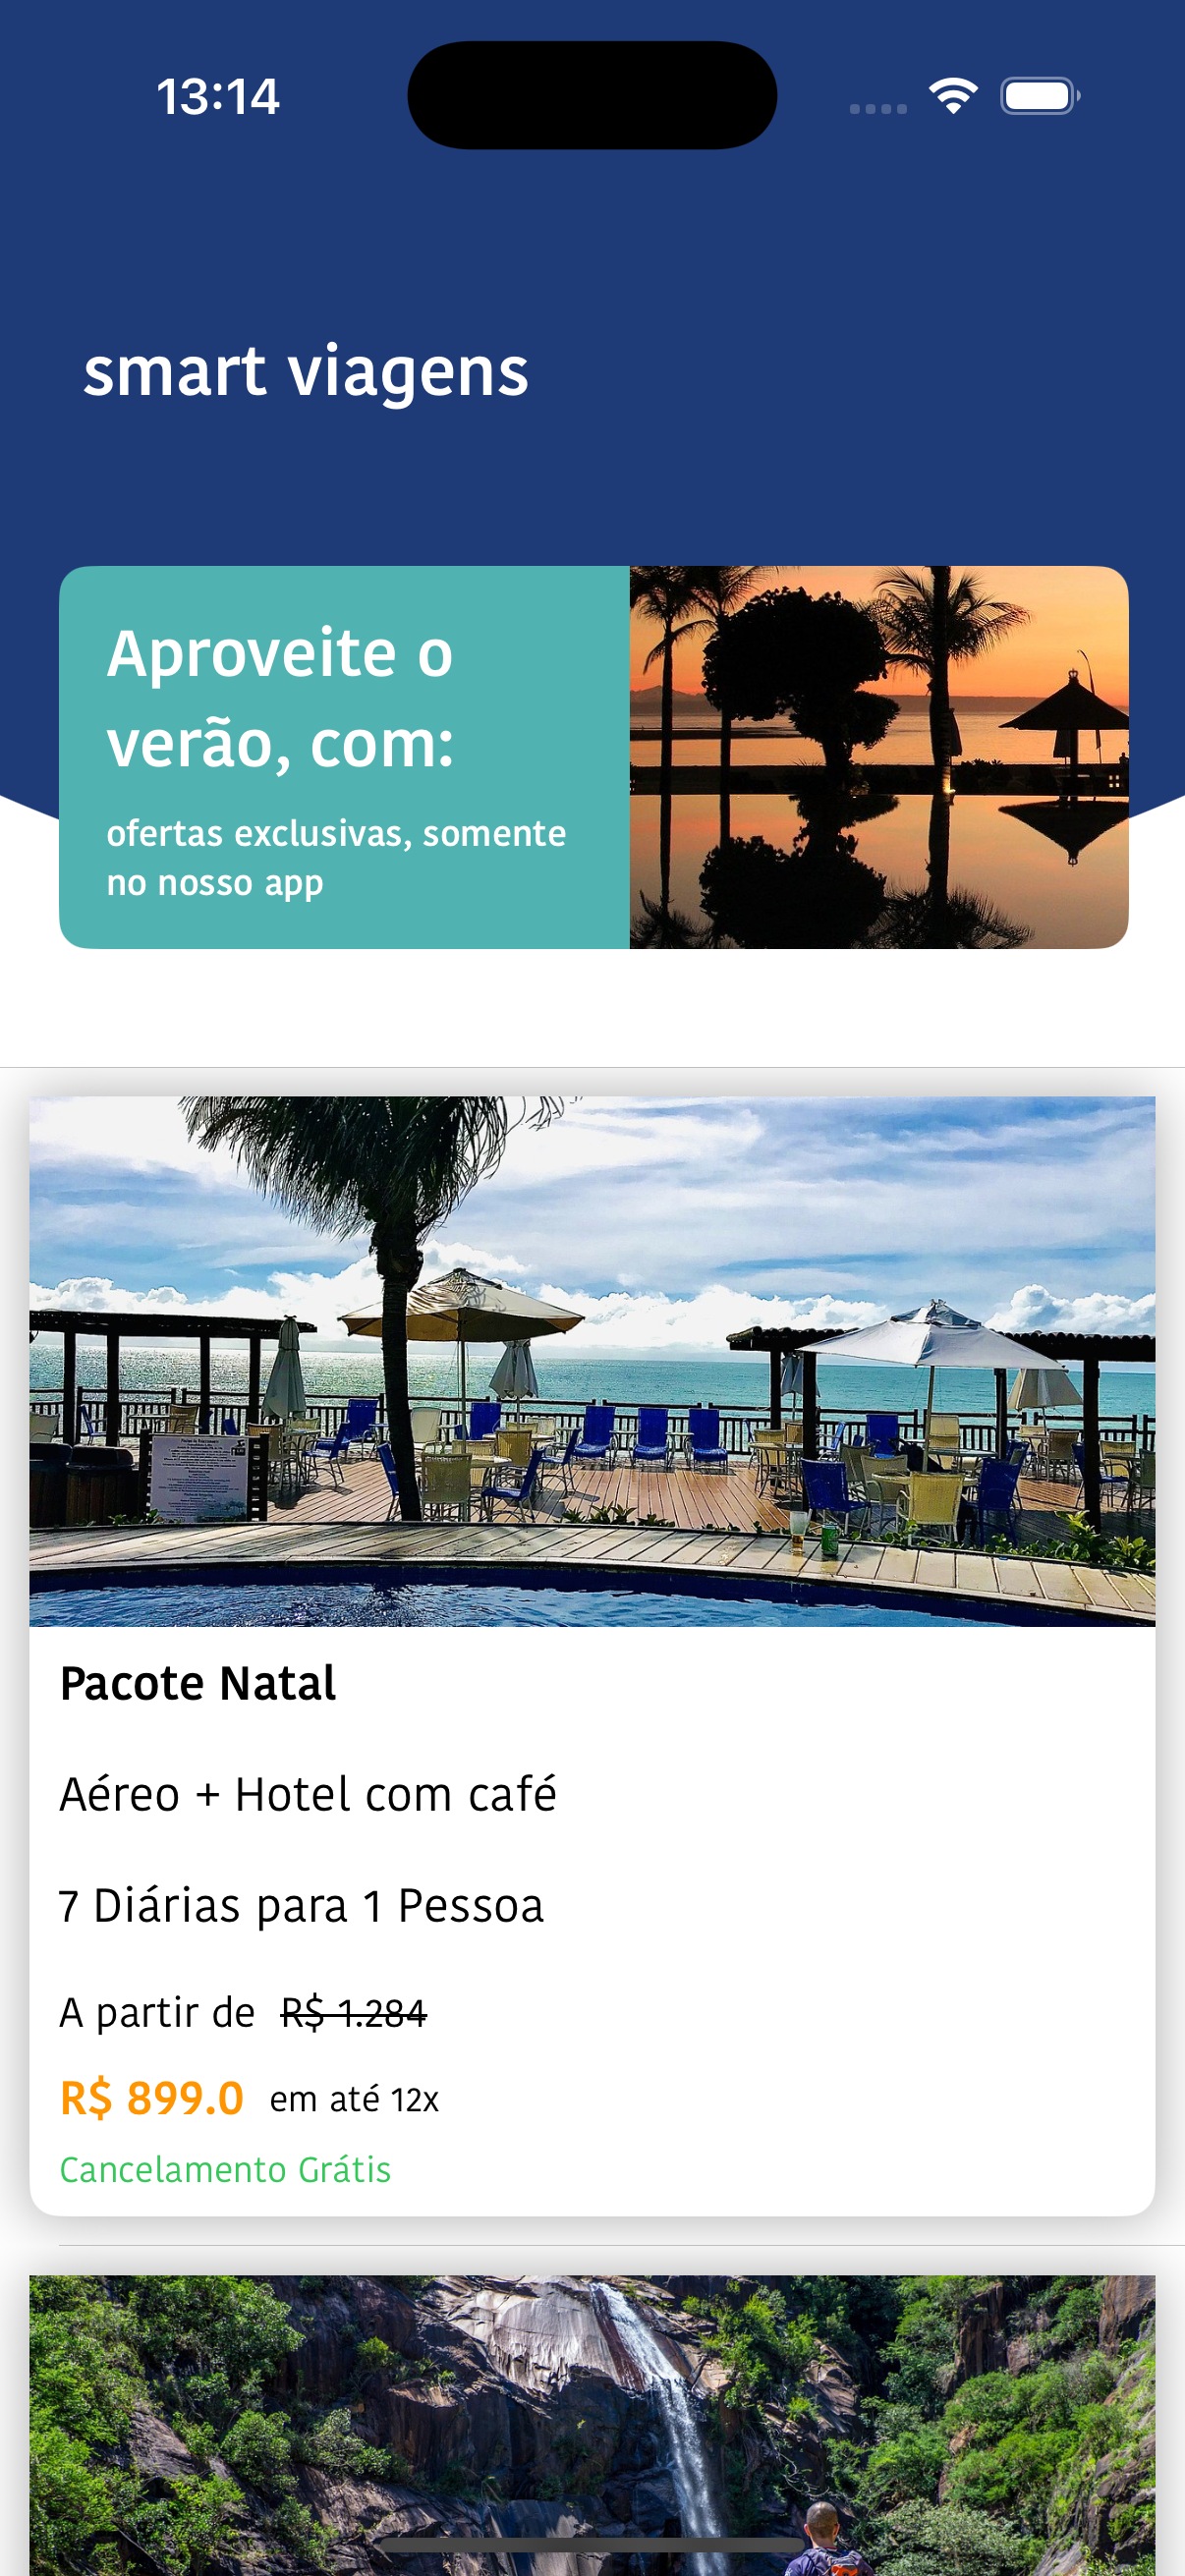 13:14
smart viagens
Aproveite o
verão, com:
ofertas exclusivas, somente
no nosso app
Pacote Natal
Aéreo + Hotel com café
7 Diárias para 1 Pessoa
A partir de R$ 1.284
R$ 899.0 em até 12x
Cancelamento Grátis